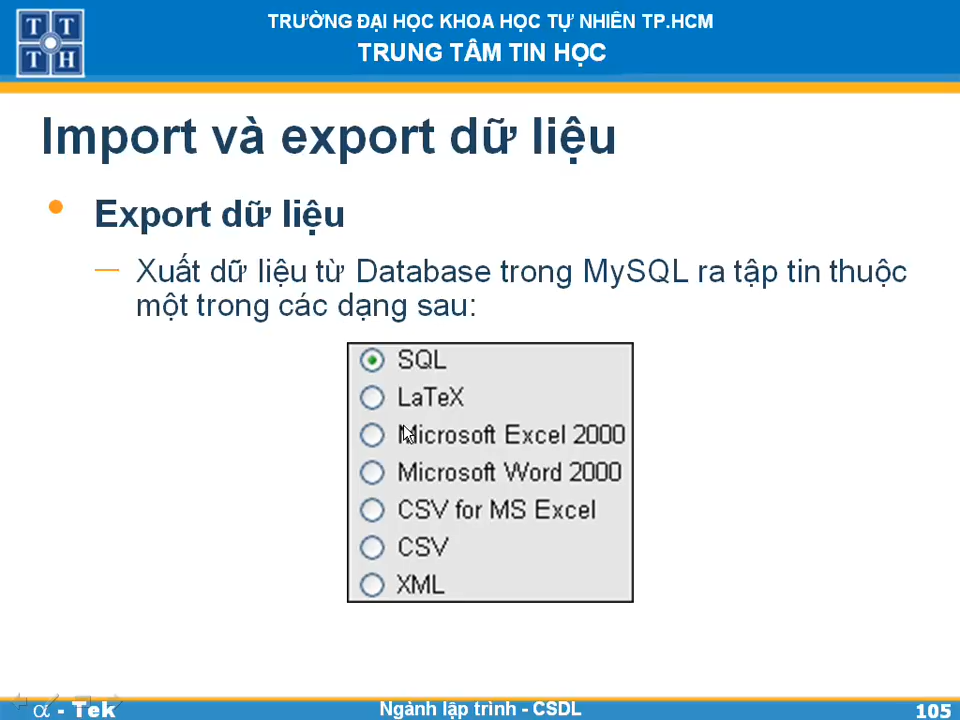 T T
T H
TRƯỜNG ĐẠI HỌC KHOA HỌC TỰ NHIÊN TP.HCM
TRUNG TÂM TIN HỌC
Import và export dữ liệu
Export dữ liệu
Xuất dữ liệu từ Database trong MySQL ra tập tin thuộc
một trong các dạng sau:
SQL
LaTeX
Microsoft Excel 2000
Microsoft Word 2000
CSV for MS Excel
CSV
XML
α - Tek
Ngành lập trình - CSDL
105